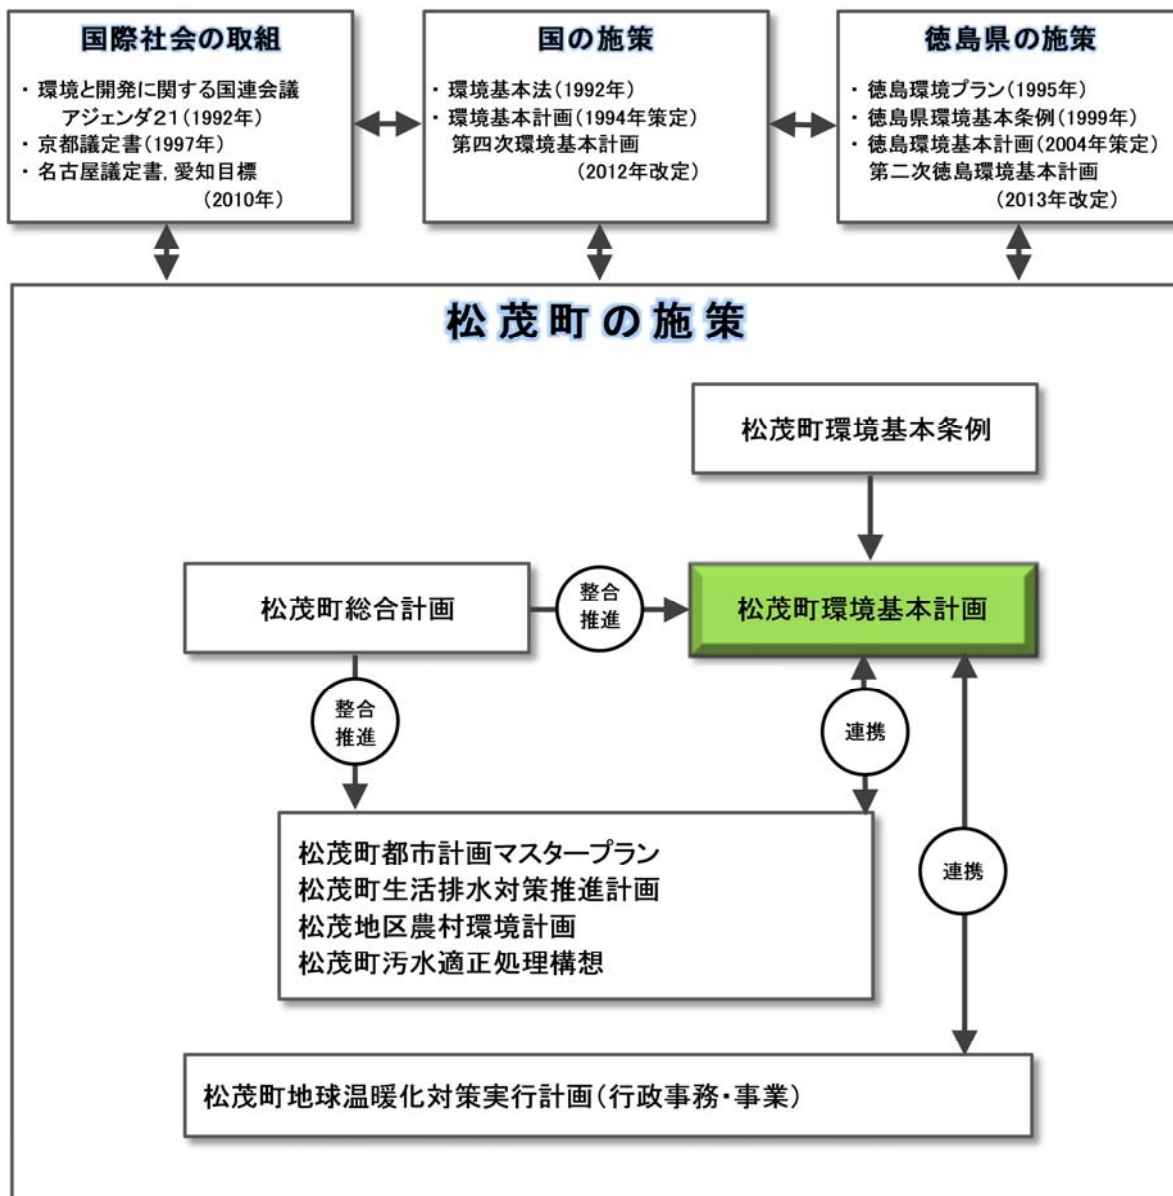 国際社会の取組
・ 環境と開発に関する国連会議
アジェンダ21(1992年)
・ 京都議定書(1997年)
・ 名古屋議定書, 愛知目標
(2010年)
国の施策
・ 環境基本法(1992年)
・ 環境基本計画(1994年策定)
第四次環境基本計画
(2012年改定)
徳島県の施策
・ 徳島環境プラン(1995年)
・ 徳島県環境基本条例(1999年)
・ 徳島環境基本計画(2004年策定)
第二次徳島環境基本計画
(2013年改定)
松茂町の施策
松茂町環境基本条例
松茂町総合計画
整合
推進
松茂町環境基本計画
整合
推進
連携
松茂町都市計画マスタープラン
松茂町生活排水対策推進計画
松茂地区農村環境計画
松茂町汚水適正処理構想
連携
松茂町地球温暖化対策実行計画(行政事務・事業)